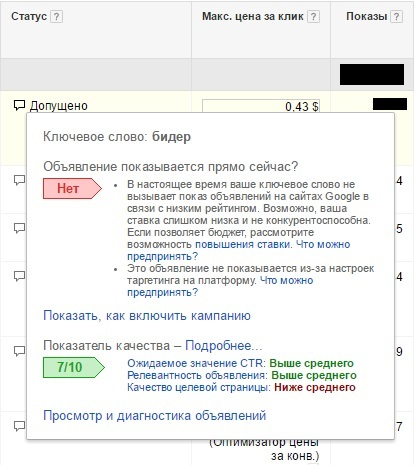 Статус ? Макс. цена за клик ? Показы ?
Допущено 0,43 $
Ключевое слово: бидер
Объявление показывается прямо сейчас?
Нет
• В настоящее время ваше ключевое слово не
вызывает показ объявлений на сайтах Google в
связи с низким рейтингом. Возможно, ваша
ставка слишком низка и не конкурентоспособна.
Если позволяет бюджет, рассмотрите
возможность повышения ставки. Что можно
предпринять?
• Это объявление не показывается из-за настроек
таргетинга на платформу. Что можно
предпринять?
4
5
4
Показать, как включить кампанию
Показатель качества – Подробнее...
9
7/10
Ожидаемое значение CTR: Выше среднего
Релевантность объявления: Выше среднего
Качество целевой страницы: Ниже среднего
Просмотр и диагностика объявлений
7
(Оптимизатор цены
за конв.)